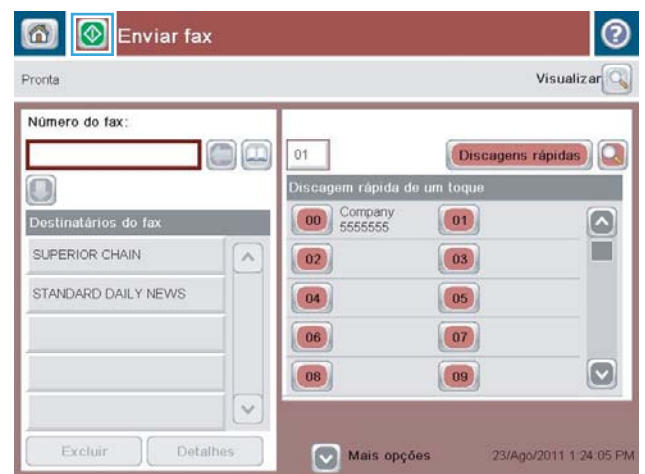 Enviar fax
Pronta
Visualizar
Número do fax:
Destinatários do fax
SUPERIOR CHAIN
STANDARD DAILY NEWS
Excluir
Detalhes
01
Discagens rápidas
Discagem rápida de um toque
00 Company 01
5555555
02 03
04 05
06 07
08 09
Mais opções
23/Ago/2011 1:24:05 PM